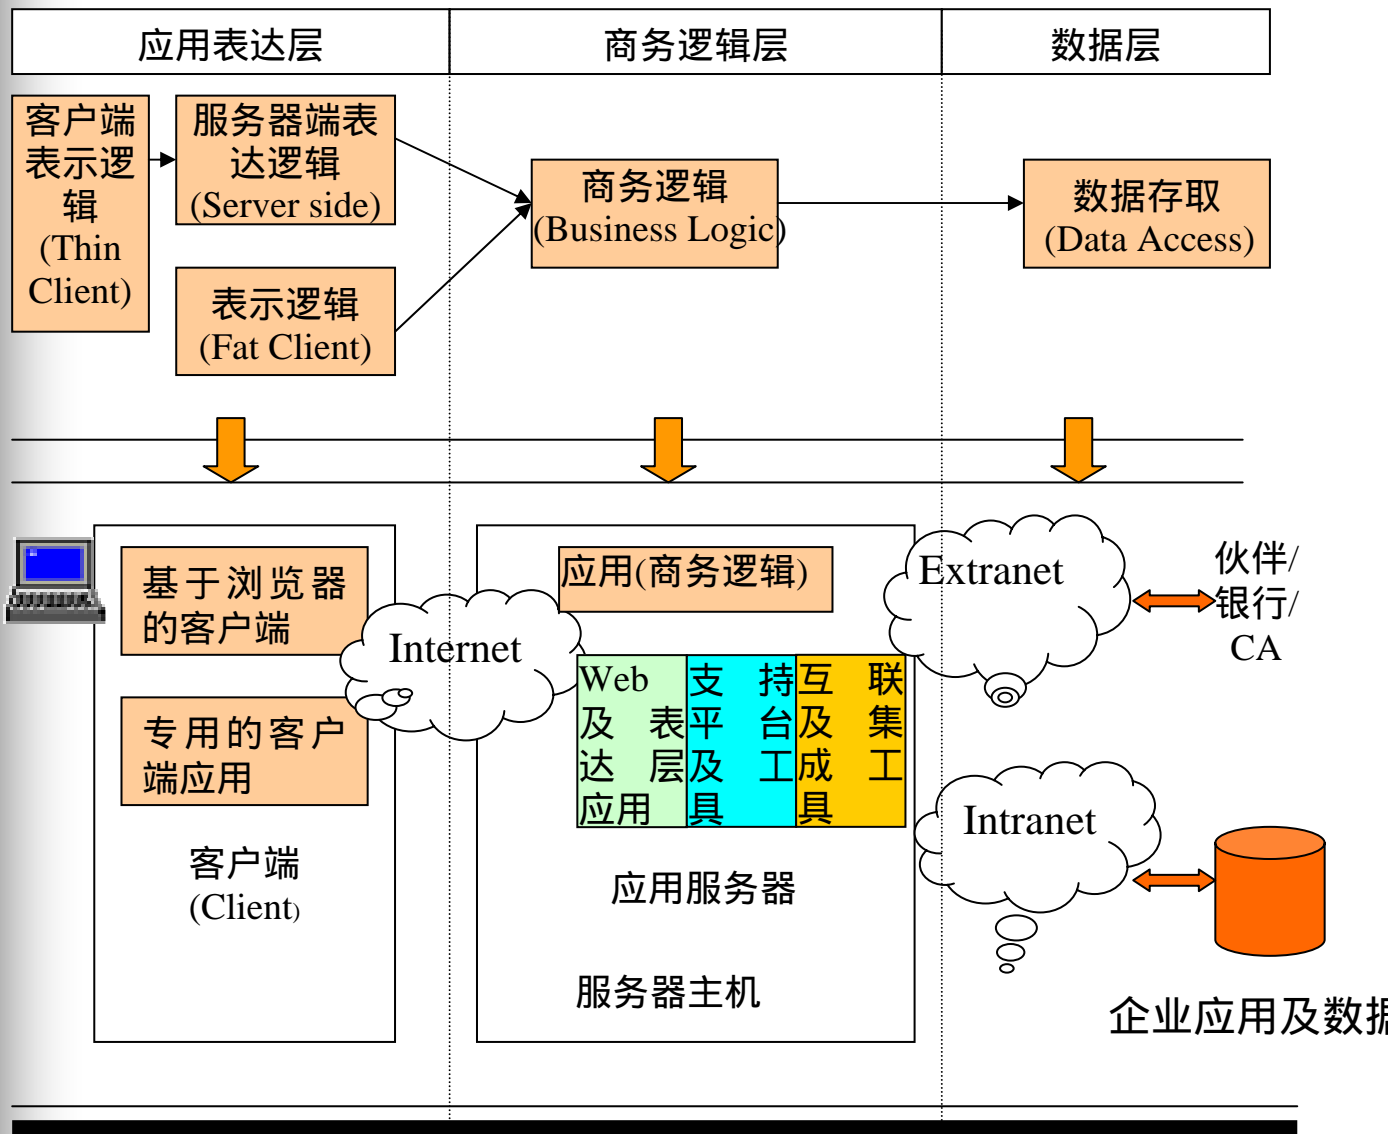 应用表达层
商务逻辑层
数据层
客户端
表示逻
辑
(Thin
Client)
服务器端表
达逻辑
(Server side)
表示逻辑
(Fat Client)
商务逻辑
(Business Logic)
数据存取
(Data Access)
基于浏览器
的客户端
专用的客户
端应用
客户端
(Client)
Internet
应用(商务逻辑)
Web
及 表
达 层
应用
支 持
平 台
及 工
具
互 联
及 集
成 工
具
应用服务器
服务器主机
Extranet
伙伴/
银行/
CA
Intranet
企业应用及数据